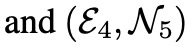 and (ℰ₄, 𝒩₅)